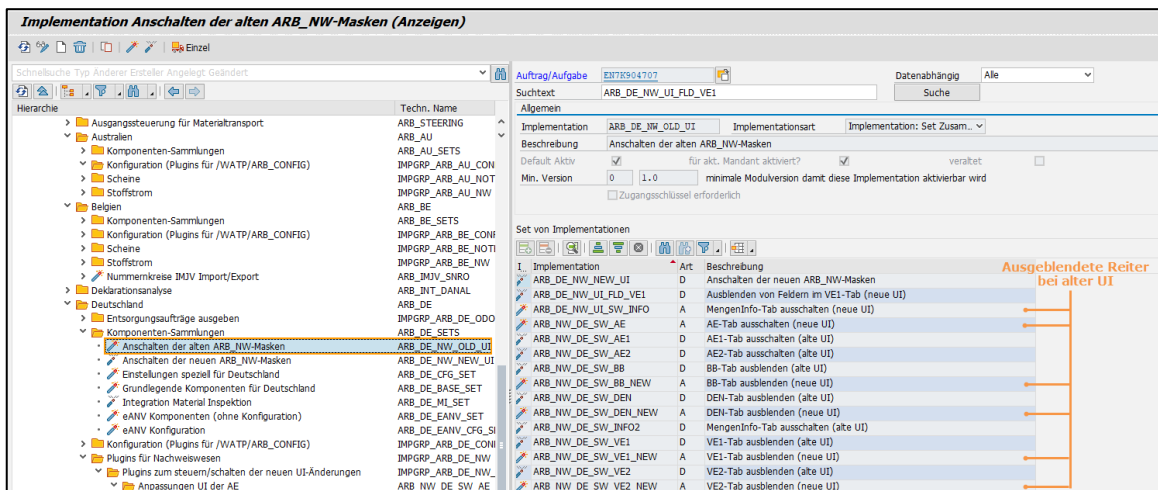 Implementation Anschalten der alten ARB_NW-Masken (Anzeigen)
Einzel
Schnellsuche Typ Änderer Ersteller Angelegt Geändert
Hierarchie Techn. Name
Ausgangssteuerung für Materialtransport ARB_STEERING
Australien ARB_AU
Komponenten-Sammlungen ARB_AU_SETS
Konfiguration (Plugins für /WATP/ARB_CONFIG) IMPGRP_ARB_AU_CON
Scheine IMPGRP_ARB_AU_NOT
Stoffstrom IMPGRP_ARB_AU_NW
Belgien ARB_BE
Komponenten-Sammlungen ARB_BE_SETS
Konfiguration (Plugins für /WATP/ARB_CONFIG) IMPGRP_ARB_BE_CONF
Scheine IMPGRP_ARB_BE_NOTI
Stoffstrom IMPGRP_ARB_BE_NW
Nummernkreise IMJV Import/Export ARB_IMJV_SNRO
Deklarationsanalyse ARB_INT_DANAL
Deutschland ARB_DE
Entsorgungsaufträge ausgeben IMPGRP_ARB_DE_ODO
Komponenten-Sammlungen ARB_DE_SETS
Anschalten der alten ARB_NW-Masken ARB_DE_NW_OLD_UI
Anschalten der neuen ARB_NW-Masken ARB_DE_NW_NEW_UI
Einstellungen speziell für Deutschland ARB_DE_CFG_SET
Grundlegende Komponenten für Deutschland ARB_DE_BASE_SET
Integration Material Inspektion ARB_DE_MI_SET
eANV Komponenten (ohne Konfiguration) ARB_DE_EANV_SET
eANV Konfiguration ARB_DE_EANV_CFG_S
Konfiguration (Plugins für /WATP/ARB_CONFIG) IMPGRP_ARB_DE_CONI
Plugins für Nachweiswesen IMPGRP_ARB_DE_NW
Plugins zum steuern/schalten der neuen UI-Änderungen IMPGRP_ARB_DE_NW_
Anpassungen UI der AE ARB_NW_DE_SW_AE
Auftrag/Aufgabe EN7K904707 Datenabhängig Alle
Suchtext ARB_DE_NW_UI_FLD_VE1 Suche
Allgemein
Implementation ARB_DE_NW_OLD_UI Implementationsart Implementation: Set Zusam..
Beschreibung Anschalten der alten ARB_NW-Masken
Default Aktiv für akt. Mandant aktiviert? veraltet
Min. Version 0 1.0 minimale Modulversion damit diese Implementation aktivierbar wird
Zugangsschlüssel erforderlich
Set von Implementationen
I.. Implementation Art Beschreibung
ARB_DE_NW_NEW_UI D Anschalten der neuen ARB_NW-Masken
ARB_DE_NW_UI_FLD_VE1 D Ausblenden von Feldern im VE1-Tab (neue UI)
ARB_DE_NW_UI_SW_INFO A MengenInfo-Tab ausschalten (neue UI)
ARB_NW_DE_SW_AE A AE-Tab ausschalten (neue UI)
ARB_NW_DE_SW_AE1 D AE1-Tab ausschalten (alte UI)
ARB_NW_DE_SW_AE2 D AE2-Tab ausschalten (alte UI)
ARB_NW_DE_SW_BB D BB-Tab ausblenden (alte UI)
ARB_NW_DE_SW_BB_NEW A BB-Tab ausblenden (neue UI)
ARB_NW_DE_SW_DEN D DEN-Tab ausblenden (alte UI)
ARB_NW_DE_SW_DEN_NEW A DEN-Tab ausblenden (neue UI)
ARB_NW_DE_SW_INFO2 D MengenInfo-Tab ausschalten (alte UI)
ARB_NW_DE_SW_VE1 D VE1-Tab ausblenden (alte UI)
ARB_NW_DE_SW_VE1_NEW A VE1-Tab ausblenden (neue UI)
ARB_NW_DE_SW_VE2 D VE2-Tab ausblenden (alte UI)
ARB_NW_DE_SW_VE2_NEW A VE2-Tab ausblenden (neue UI)
Ausgeblendete Reiter
bei alter UI